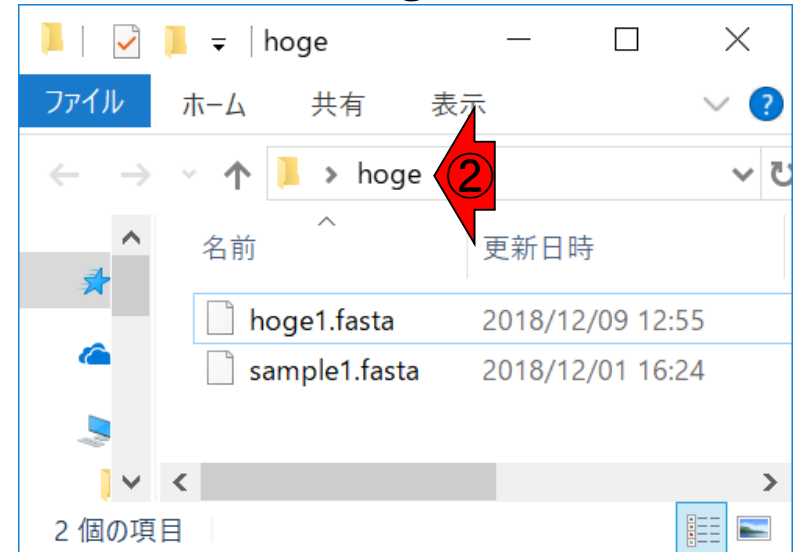 hoge
ファイル ホーム 共有 表示 ?
hoge ②
名前 更新日時
hoge1.fasta 2018/12/09 12:55
sample1.fasta 2018/12/01 16:24
2 個の項目